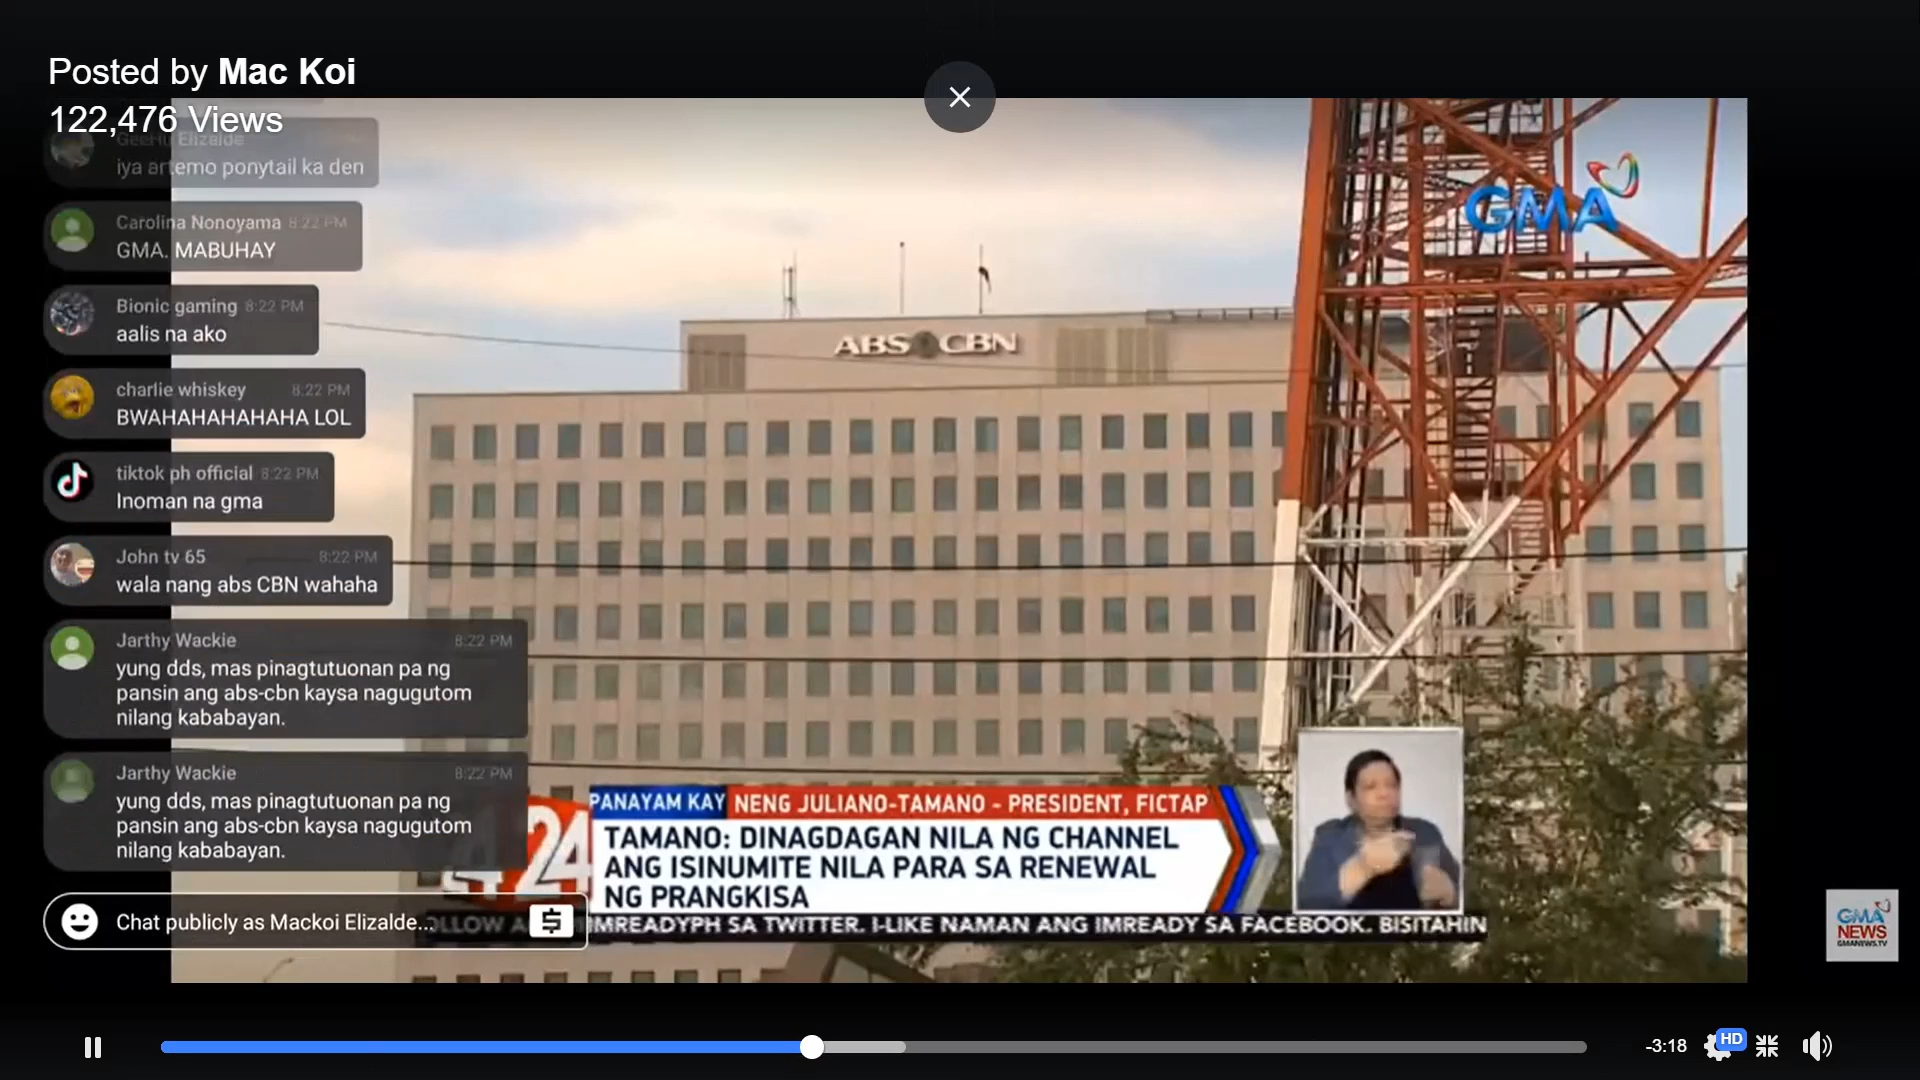 Posted by Mac Koi
122,476 Views
Elizalde
iya artemo ponytail ka den
Carolina Nonoyama 8:22 PM
GMA. MABUHAY
Bionic gaming 8:22 PM
aalis na ako
charlie whiskey 8:22 PM
BWAHAHAHAHAHA LOL
tiktok ph official 8:22 PM
Inoman na gma
John tv 65 8:22 PM
wala nang abs CBN wahaha
Jarthy Wackie 8:22 PM
yung dds, mas pinagtutuonan pa ng
pansin ang abs-cbn kaysa nagugutom
nilang kababayan.
Jarthy Wackie 8:22 PM
yung dds, mas pinagtutuonan pa ng
pansin ang abs-cbn kaysa nagugutom
nilang kababayan.
Chat publicly as Mackoi Elizalde...
GMA
ABS CBN
24
PANAYAM KAY NENG JULIANO-TAMANO - PRESIDENT, FICTAP
TAMANO: DINAGDAGAN NILA NG CHANNEL
ANG ISINUMITE NILA PARA SA RENEWAL
NG PRANGKISA
IMREADYPH SA TWITTER. I-LIKE NAMAN ANG IMREADY SA FACEBOOK. BISITAHIN
GMA
NEWS
GMANEWS.TV
-3:18
HD